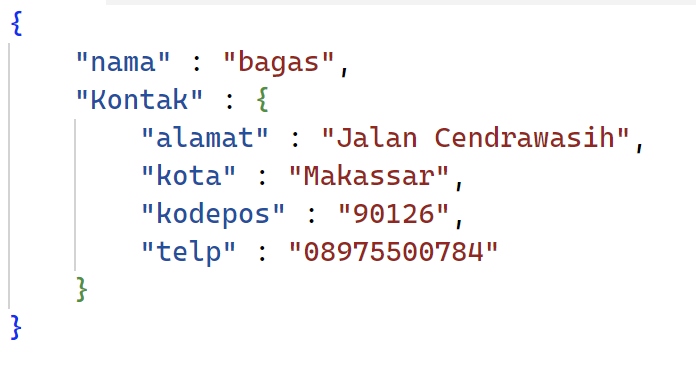 {
    "nama" : "bagas",
    "Kontak" : {
        "alamat" : "Jalan Cendrawasih",
        "kota" : "Makassar",
        "kodepos" : "90126",
        "telp" : "08975500784"
    }
}